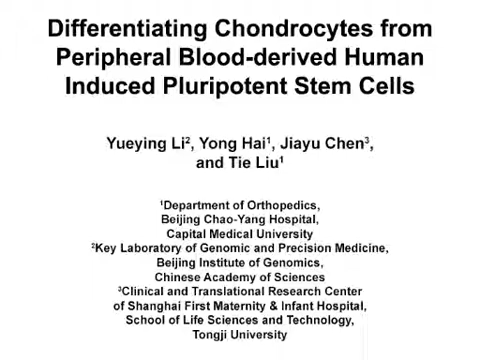 Differentiating Chondrocytes from
Peripheral Blood-derived Human
Induced Pluripotent Stem Cells
Yueying Li², Yong Hai¹, Jiayu Chen³,
and Tie Liu¹
¹Department of Orthopedics,
Beijing Chao-Yang Hospital,
Capital Medical University
²Key Laboratory of Genomic and Precision Medicine,
Beijing Institute of Genomics,
Chinese Academy of Sciences
³Clinical and Translational Research Center
of Shanghai First Maternity & Infant Hospital,
School of Life Sciences and Technology,
Tongji University